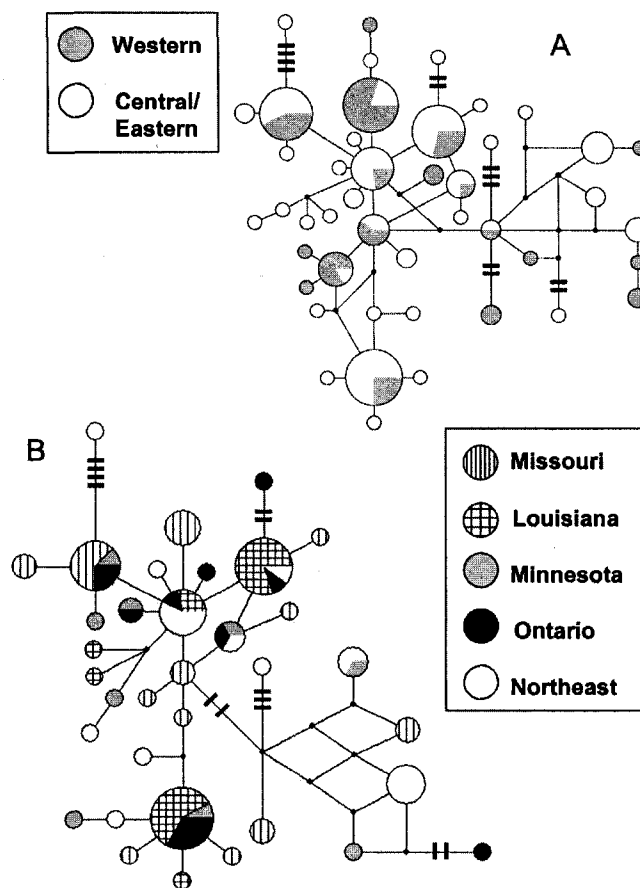 Western
Central/
Eastern
A
B
Missouri
Louisiana
Minnesota
Ontario
Northeast